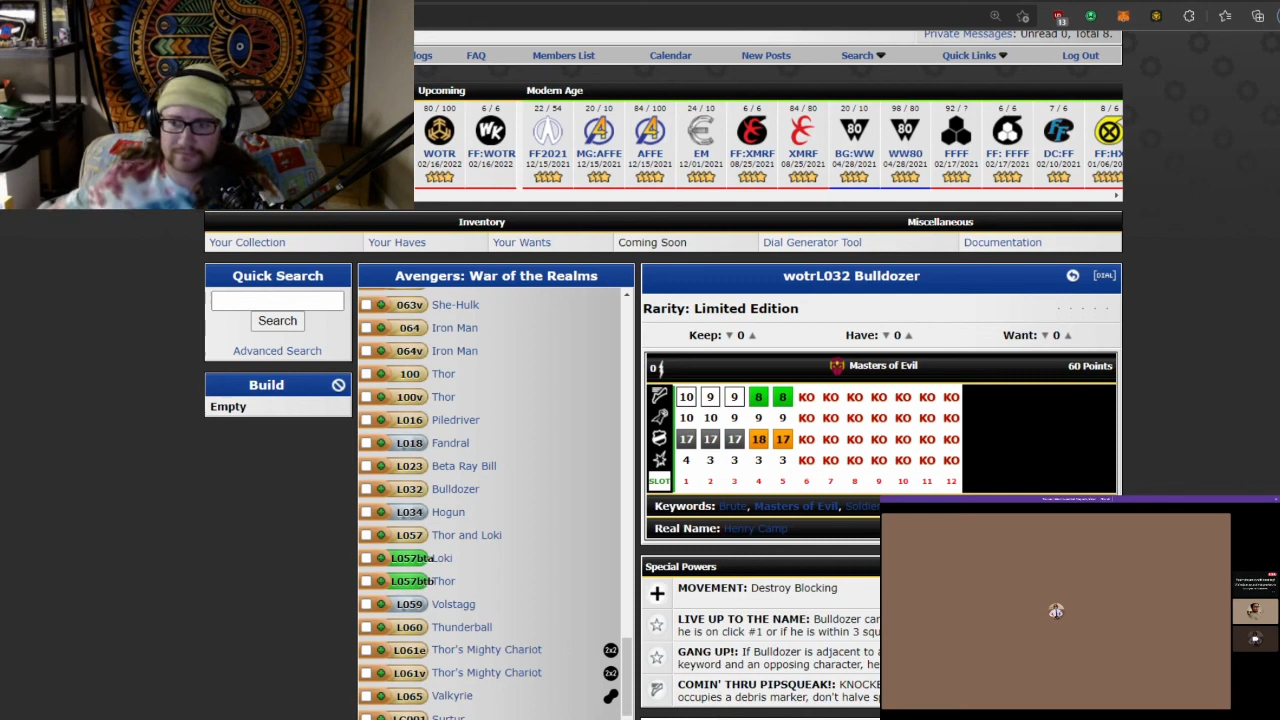 13
Private Messages: Unread 0, Total 8.
logs FAQ Members List Calendar New Posts Search Quick Links Log Out
Upcoming Modern Age
80 / 100 6 / 6 22 / 54 20 / 10 84 / 100 24 / 10 6 / 6 84 / 80 20 / 10 98 / 80 92 / ? 6 / 6 7 / 6 8 / 6
WOTR FF:WOTR FF2021 MG:AFFE AFFE EM FF:XMRF XMRF BG:WW WW80 FFFF FF: FFFF DC:FF FF:HX
02/16/2022 02/16/2022 12/15/2021 12/15/2021 12/15/2021 12/01/2021 08/25/2021 08/25/2021 04/28/2021 04/28/2021 02/17/2021 02/17/2021 02/10/2021 01/06/20
Inventory Miscellaneous
Your Collection Your Haves Your Wants Coming Soon Dial Generator Tool Documentation
Quick Search
Search
Advanced Search
Build
Empty
Avengers: War of the Realms
063v She-Hulk
064 Iron Man
064v Iron Man
100 Thor
100v Thor
L016 Piledriver
L018 Fandral
L023 Beta Ray Bill
L032 Bulldozer
L034 Hogun
L057 Thor and Loki
L057bta Loki
L057btb Thor
L059 Volstagg
L060 Thunderball
L061e Thor's Mighty Chariot 2x2
L061v Thor's Mighty Chariot 2x2
L065 Valkyrie
LG001 Surtur
wotrL032 Bulldozer [DIAL]
Rarity: Limited Edition
Keep: 0 Have: 0 Want: 0
0 Masters of Evil 60 Points
10 9 9 8 8 KO KO KO KO KO KO KO
10 10 9 9 9 KO KO KO KO KO KO KO
17 17 17 18 17 KO KO KO KO KO KO KO
4 3 3 3 3 KO KO KO KO KO KO KO
SLOT 1 2 3 4 5 6 7 8 9 10 11 12
Keywords: Brute, Masters of Evil, Soldier
Real Name: Henry Camp
Special Powers
MOVEMENT: Destroy Blocking
LIVE UP TO THE NAME: Bulldozer can
he is on click #1 or if he is within 3 squ
GANG UP!: If Bulldozer is adjacent to a
keyword and an opposing character, he
COMIN' THRU PIPSQUEAK!: KNOCKE
occupies a debris marker, don't halve s